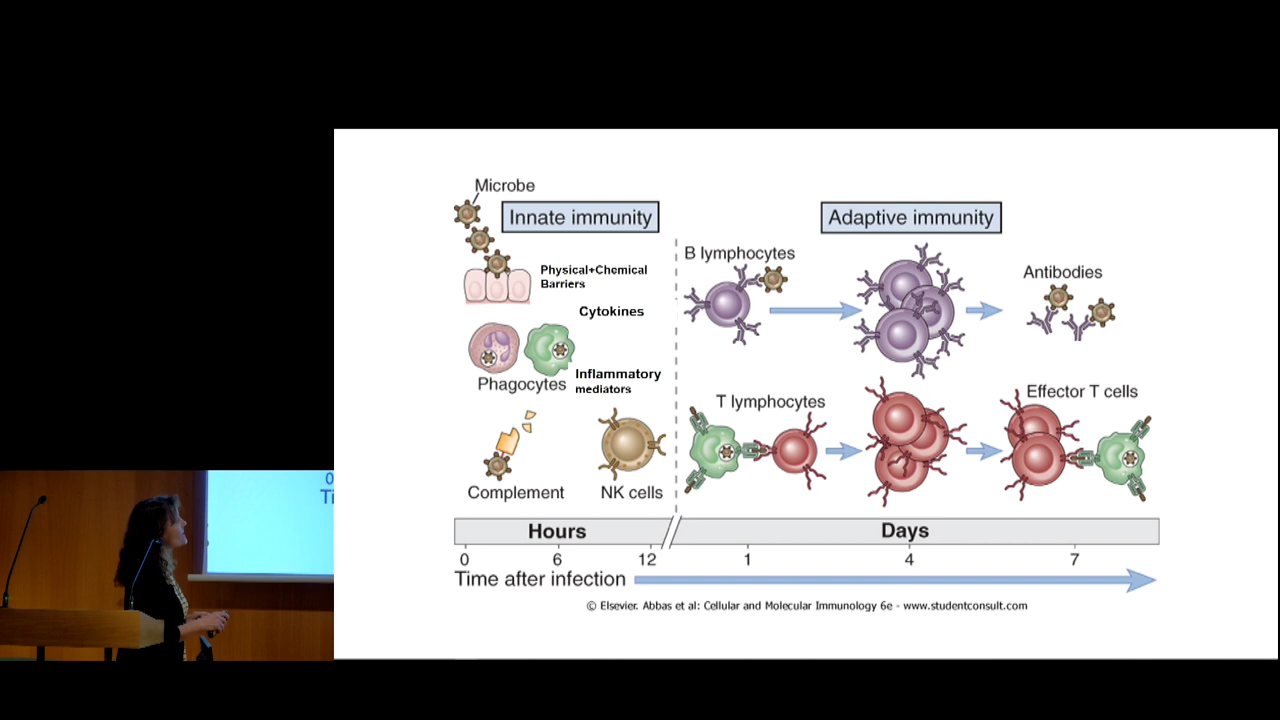 Microbe
Innate immunity
Adaptive immunity
Physical+Chemical
Barriers
Cytokines
Phagocytes
Inflammatory
mediators
Complement
NK cells
B lymphocytes
Antibodies
T lymphocytes
Effector T cells
Hours
Days
0
6
12
1
4
7
Time after infection
© Elsevier. Abbas et al: Cellular and Molecular Immunology 6e - www.studentconsult.com
0
Ti